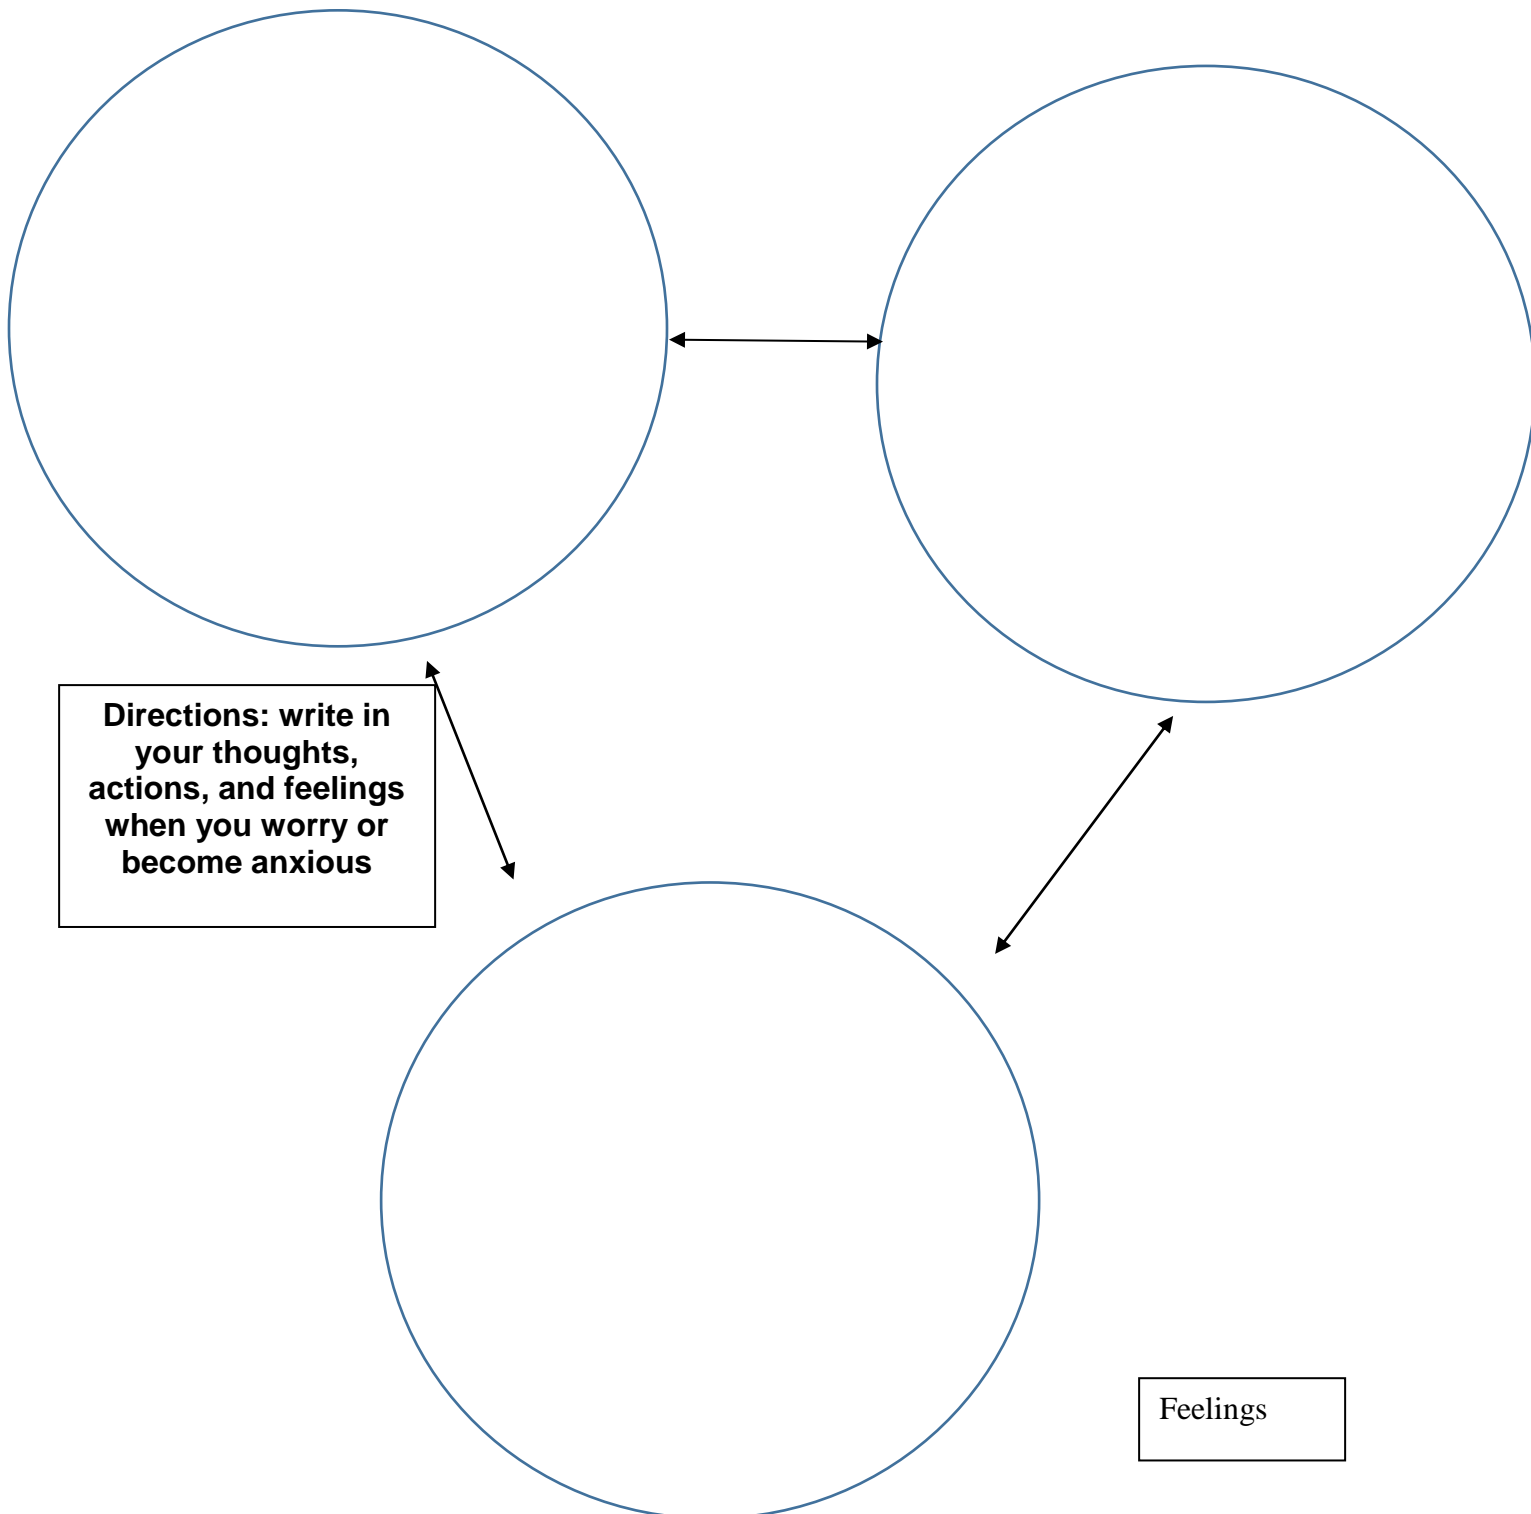 Directions: write in
your thoughts,
actions, and feelings
when you worry or
become anxious
Feelings